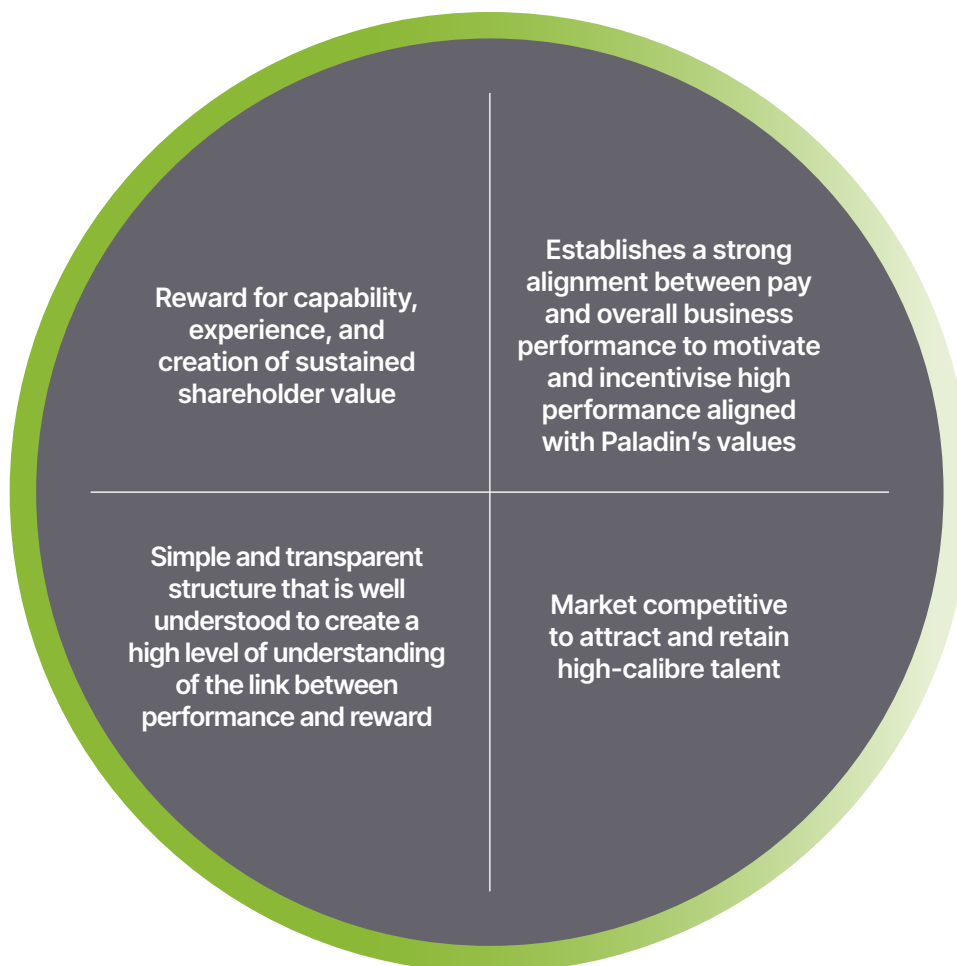 Reward for capability,
experience, and
creation of sustained
shareholder value
Establishes a strong
alignment between pay
and overall business
performance to motivate
and incentivise high
performance aligned
with Paladin’s values
Simple and transparent
structure that is well
understood to create a
high level of understanding
of the link between
performance and reward
Market competitive
to attract and retain
high-calibre talent